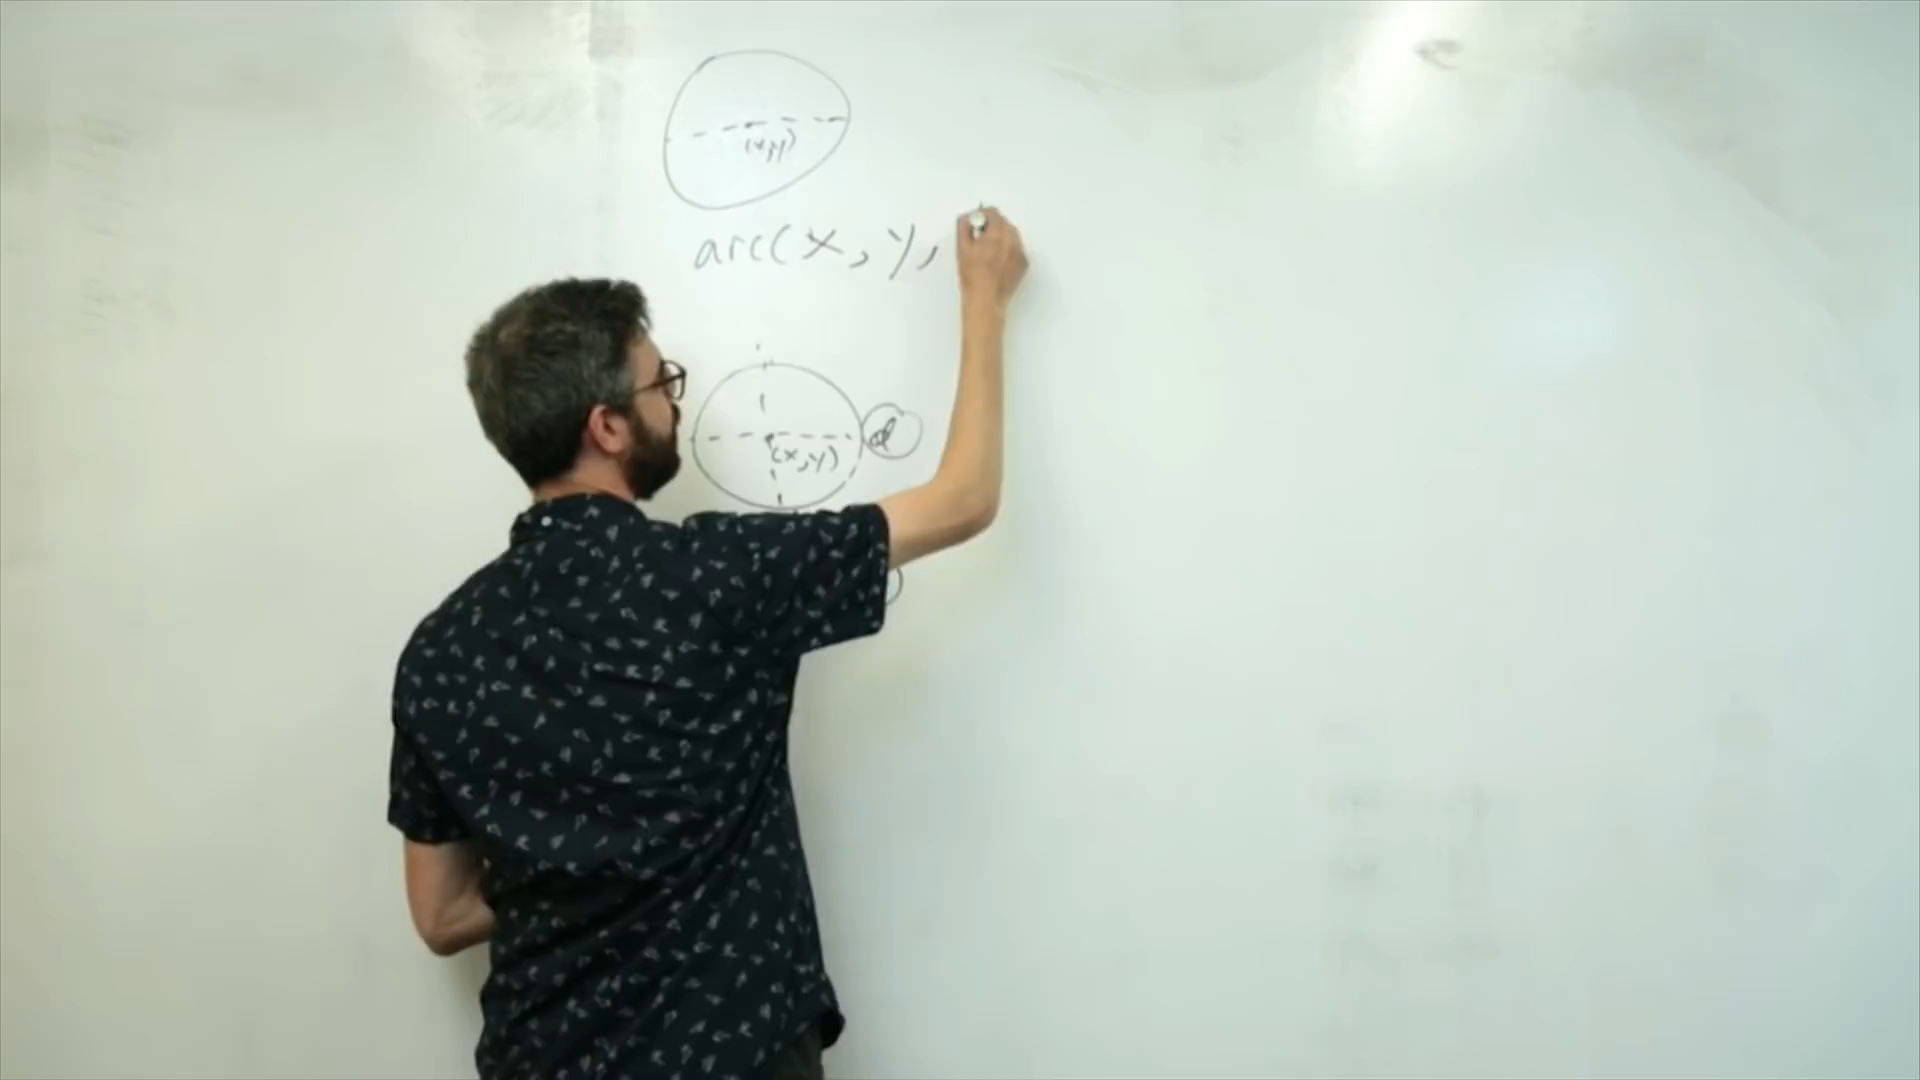 (x,y)
arc(x, y,
d
(x,y)